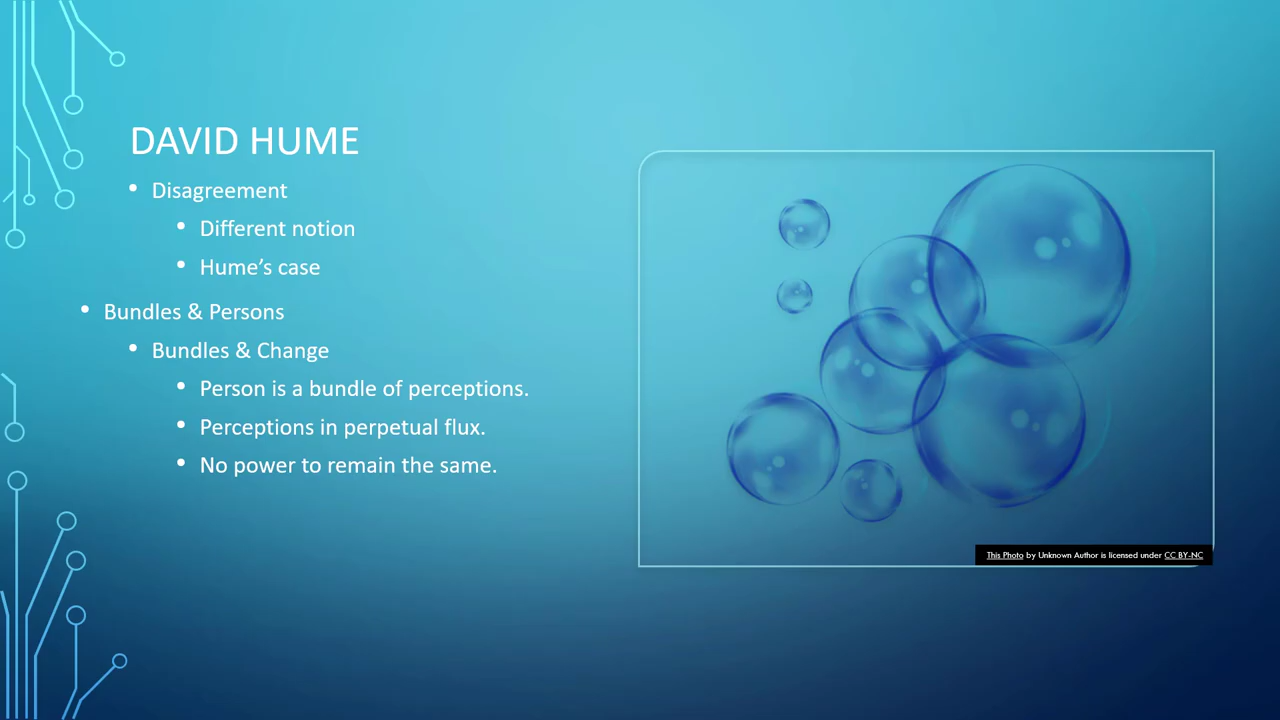 DAVID HUME
• Disagreement
• Different notion
• Hume’s case
• Bundles & Persons
• Bundles & Change
• Person is a bundle of perceptions.
• Perceptions in perpetual flux.
• No power to remain the same.
This Photo by Unknown Author is licensed under CC BY-NC